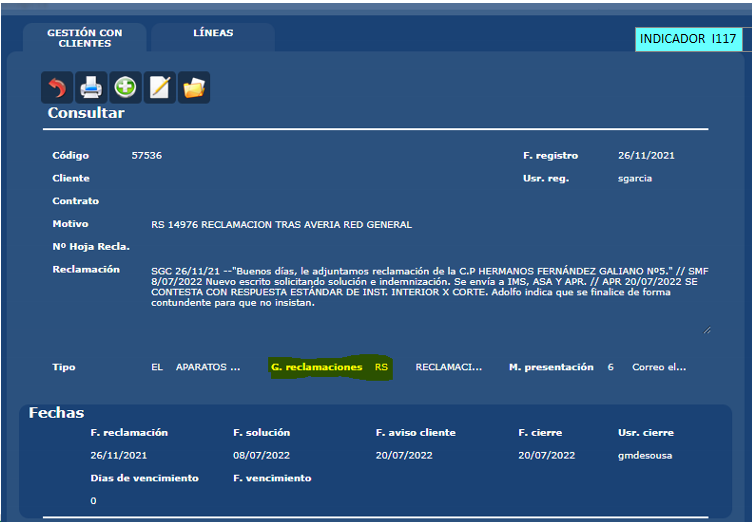 GESTIÓN CON
CLIENTES
LÍNEAS
INDICADOR I117
Consultar
Código 57536 F. registro 26/11/2021
Cliente Usr. reg. sgarcia
Contrato
Motivo RS 14976 RECLAMACION TRAS AVERIA RED GENERAL
Nº Hoja Recla.
Reclamación SGC 26/11/21 --"Buenos días, le adjuntamos reclamación de la C.P HERMANOS FERNÁNDEZ GALIANO Nº5." // SMF
8/07/2022 Nuevo escrito solicitando solución e indemnización. Se envía a IMS, ASA Y APR. // APR 20/07/2022 SE
CONTESTA CON RESPUESTA ESTÁNDAR DE INST. INTERIOR X CORTE. Adolfo indica que se finalice de forma
contundente para que no insistan.
Tipo EL APARATOS ... G. reclamaciones RS RECLAMACI... M. presentación 6 Correo el...
Fechas
F. reclamación F. solución F. aviso cliente F. cierre Usr. cierre
26/11/2021 08/07/2022 20/07/2022 20/07/2022 gmdesousa
Dias de vencimiento F. vencimiento
0